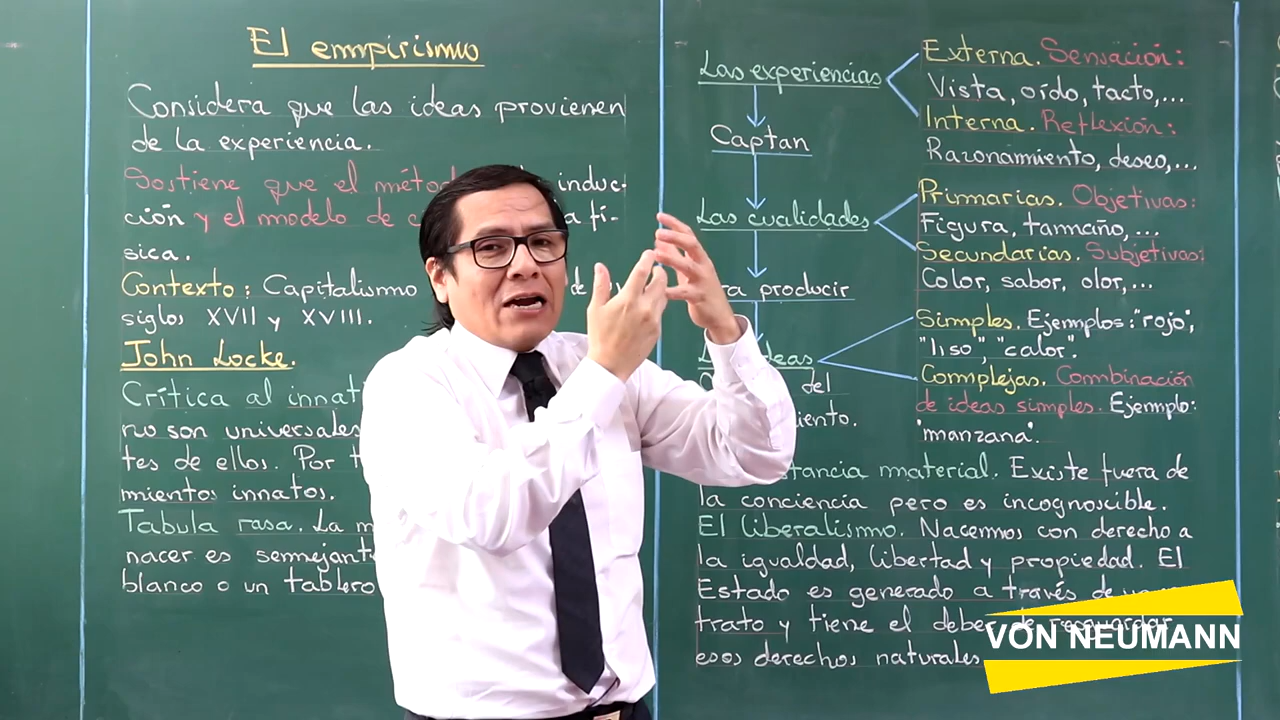 El empirismo
Considera que las ideas provienen
de la experiencia.
Sostiene que el induc-
ción y el modelo de fí-
sica.
Contexto: Capitalismo
siglos XVII y XVIII.
John Locke.
Crítica al
no son universales
tes de ellos. Por
mientos innatos.
Tabula rasa. La
nacer es
blanco o un tablero
Las experiencias
Captan
Las cualidades
producir
del
Externa. Sensación:
Vista, oído, tacto,...
Interna. Reflexión:
Razonamiento, deseo,...
Primarias. Objetivas:
Figura, tamaño,...
Secundarias. Subjetivas:
Color, sabor, olor,...
Simples. Ejemplos: "rojo",
"liso", "calor".
Complejas. Combinación
de ideas simples. Ejemplo:
"manzana".
material. Existe fuera de
la conciencia pero es incognoscible.
El liberalismo. Nacemos con derecho a
la igualdad, libertad y propiedad. El
Estado es generado a través de
trato y tiene el deber de resguardar
esos derechos naturales
VON NEUMANN